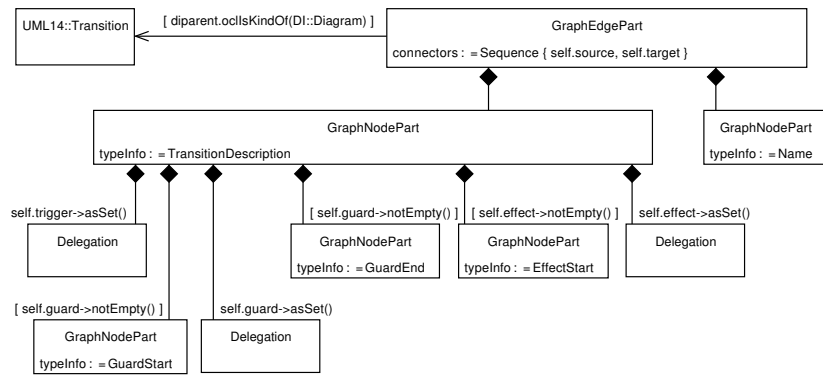 UML14::Transition
[ diparent.oclIsKindOf(DI::Diagram) ]
GraphEdgePart
connectors : = Sequence { self.source, self.target }
GraphNodePart
typeInfo : = TransitionDescription
GraphNodePart
typeInfo : = Name
self.trigger->asSet()
Delegation
[ self.guard->notEmpty() ]
GraphNodePart
typeInfo : = GuardEnd
[ self.effect->notEmpty() ]
GraphNodePart
typeInfo : = EffectStart
self.effect->asSet()
Delegation
[ self.guard->notEmpty() ]
GraphNodePart
typeInfo : = GuardStart
self.guard->asSet()
Delegation